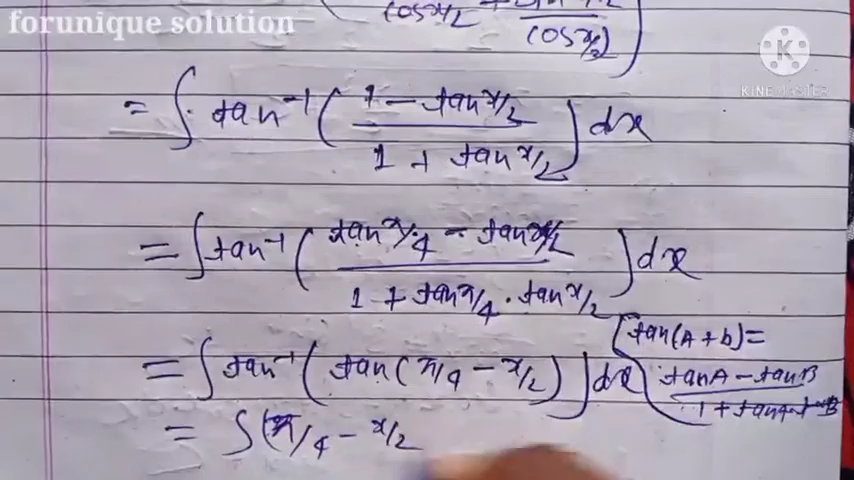 forunique solution
cos x/2
cos x/2
KINEMASTER
= ∫ tan⁻¹ ( (1 - tan x/2) / (1 + tan x/2) ) dx
= ∫ tan⁻¹ ( (tan π/4 - tan x/2) / (1 + tan π/4 . tan x/2) ) dx
[tan(A + b) =
= ∫ tan⁻¹ ( tan (π/4 - x/2) ) dx
tanA - tanB / 1 + tanA tanB
= ∫ (π/4 - x/2